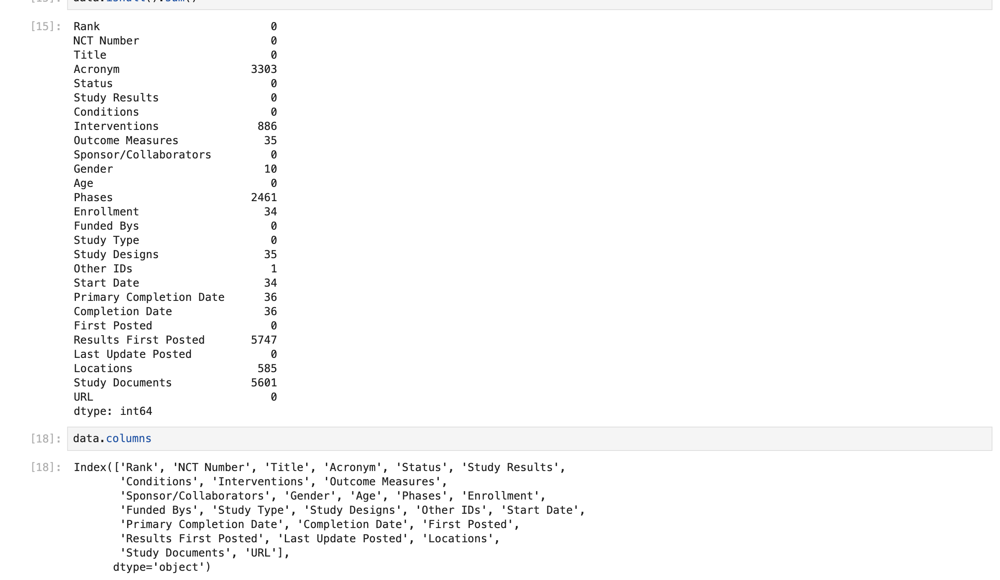 [15]: data.isnull().sum()
[15]: Rank 0
NCT Number 0
Title 0
Acronym 3303
Status 0
Study Results 0
Conditions 0
Interventions 886
Outcome Measures 35
Sponsor/Collaborators 0
Gender 10
Age 0
Phases 2461
Enrollment 34
Funded Bys 0
Study Type 0
Study Designs 35
Other IDs 1
Start Date 34
Primary Completion Date 36
Completion Date 36
First Posted 0
Results First Posted 5747
Last Update Posted 0
Locations 585
Study Documents 5601
URL 0
dtype: int64
[18]: data.columns
[18]: Index(['Rank', 'NCT Number', 'Title', 'Acronym', 'Status', 'Study Results',
'Conditions', 'Interventions', 'Outcome Measures',
'Sponsor/Collaborators', 'Gender', 'Age', 'Phases', 'Enrollment',
'Funded Bys', 'Study Type', 'Study Designs', 'Other IDs', 'Start Date',
'Primary Completion Date', 'Completion Date', 'First Posted',
'Results First Posted', 'Last Update Posted', 'Locations',
'Study Documents', 'URL'],
dtype='object')